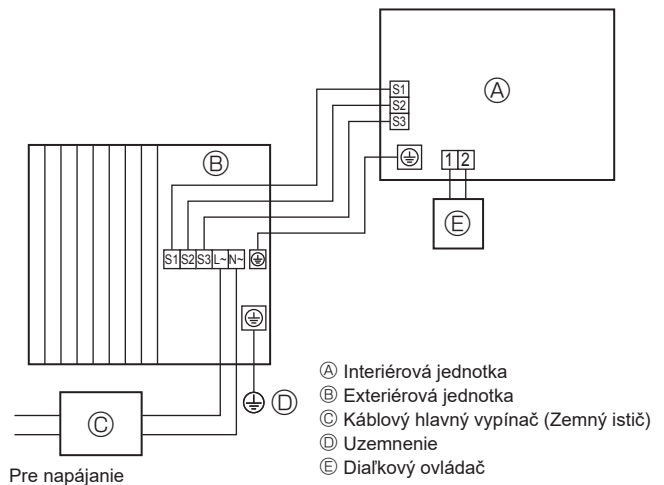 S1
S2
S3
Ⓐ
1 2
Ⓔ
Ⓑ
S1 S2 S3 L~ N~
Ⓓ
Ⓒ
Pre napájanie
Ⓐ Interiérová jednotka
Ⓑ Exteriérová jednotka
Ⓒ Káblový hlavný vypínač (Zemný istič)
Ⓓ Uzemnenie
Ⓔ Diaľkový ovládač